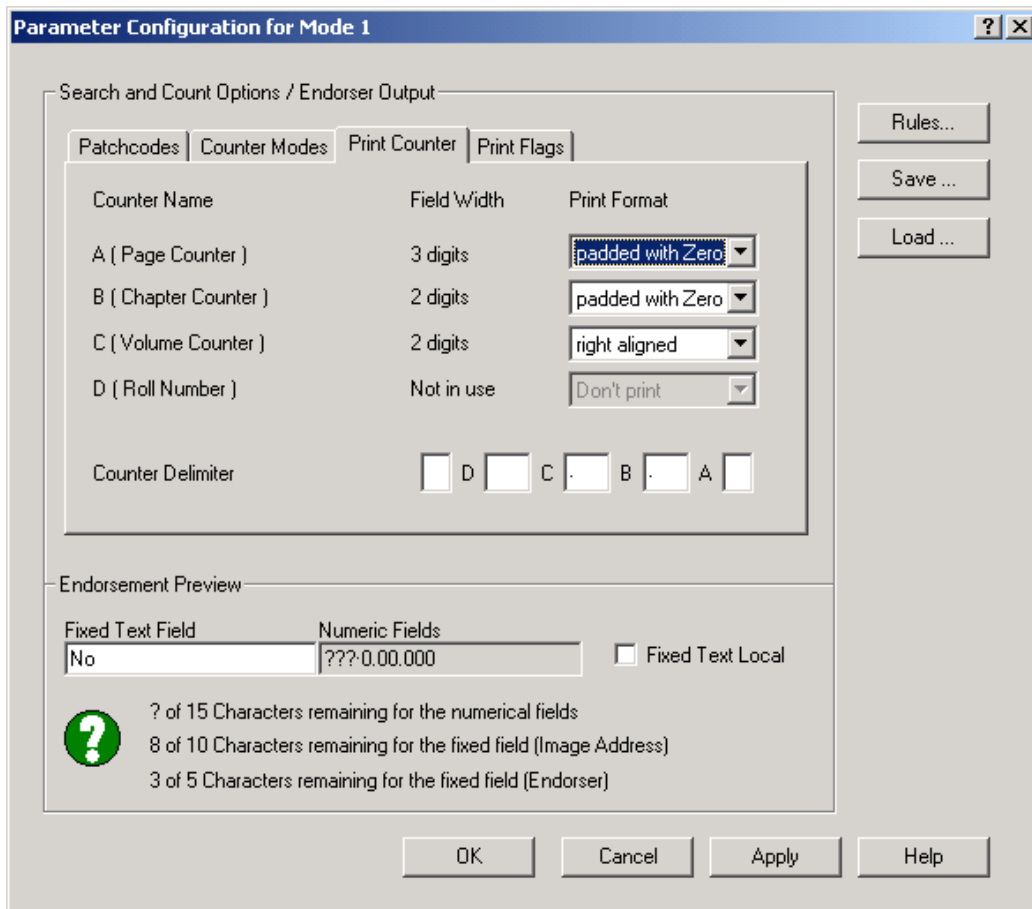 Parameter Configuration for Mode 1
Search and Count Options / Endorser Output
Rules...
Save ...
Load ...
Patchcodes Counter Modes Print Counter Print Flags
Counter Name Field Width Print Format
A ( Page Counter ) 3 digits padded with Zero
B ( Chapter Counter ) 2 digits padded with Zero
C ( Volume Counter ) 2 digits right aligned
D ( Roll Number ) Not in use Don't print
Counter Delimiter D C . B . A
Endorsement Preview
Fixed Text Field Numeric Fields
No ???·0.00.000 Fixed Text Local
? of 15 Characters remaining for the numerical fields
8 of 10 Characters remaining for the fixed field (Image Address)
3 of 5 Characters remaining for the fixed field (Endorser)
OK Cancel Apply Help